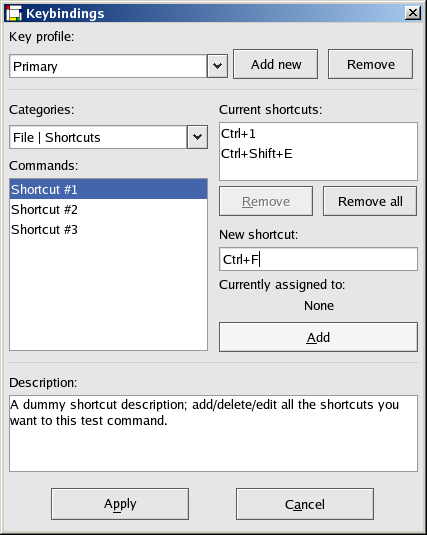 Keybindings
Key profile:
Primary
Add new
Remove
Categories:
File | Shortcuts
Commands:
Shortcut #1
Shortcut #2
Shortcut #3
Current shortcuts:
Ctrl+1
Ctrl+Shift+E
Remove
Remove all
New shortcut:
Ctrl+F
Currently assigned to:
None
Add
Description:
A dummy shortcut description; add/delete/edit all the shortcuts you
want to this test command.
Apply
Cancel